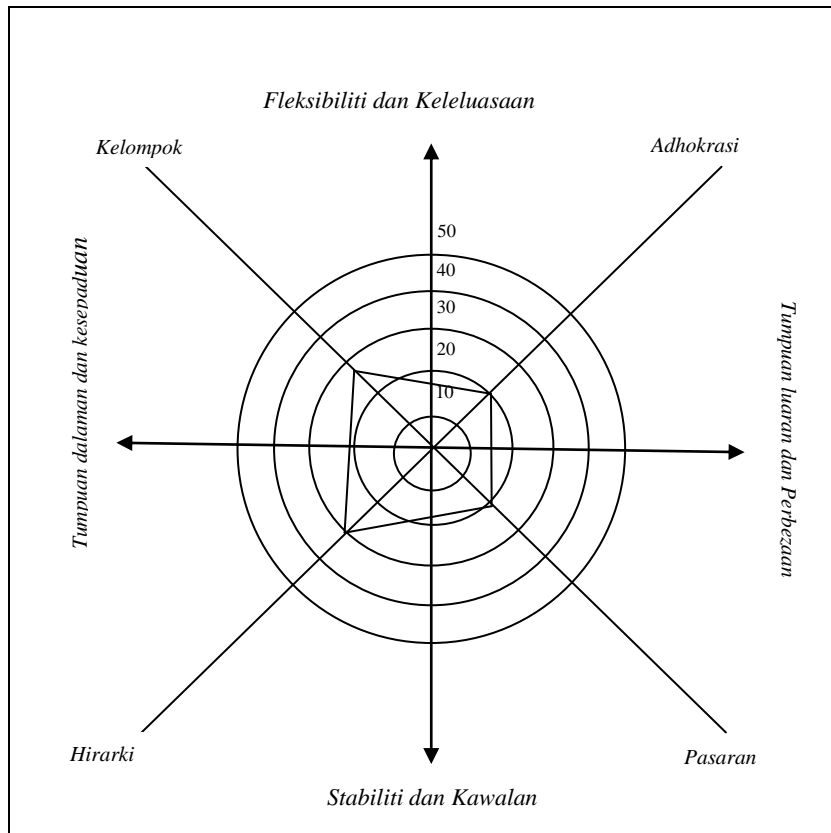 Fleksibiliti dan Keleluasaan
Kelompok
Adhokrasi
50
40
30
20
10
Tumpuan dalaman dan kesepaduan
Tumpuan luaran dan Perbezaan
Hirarki
Pasaran
Stabiliti dan Kawalan